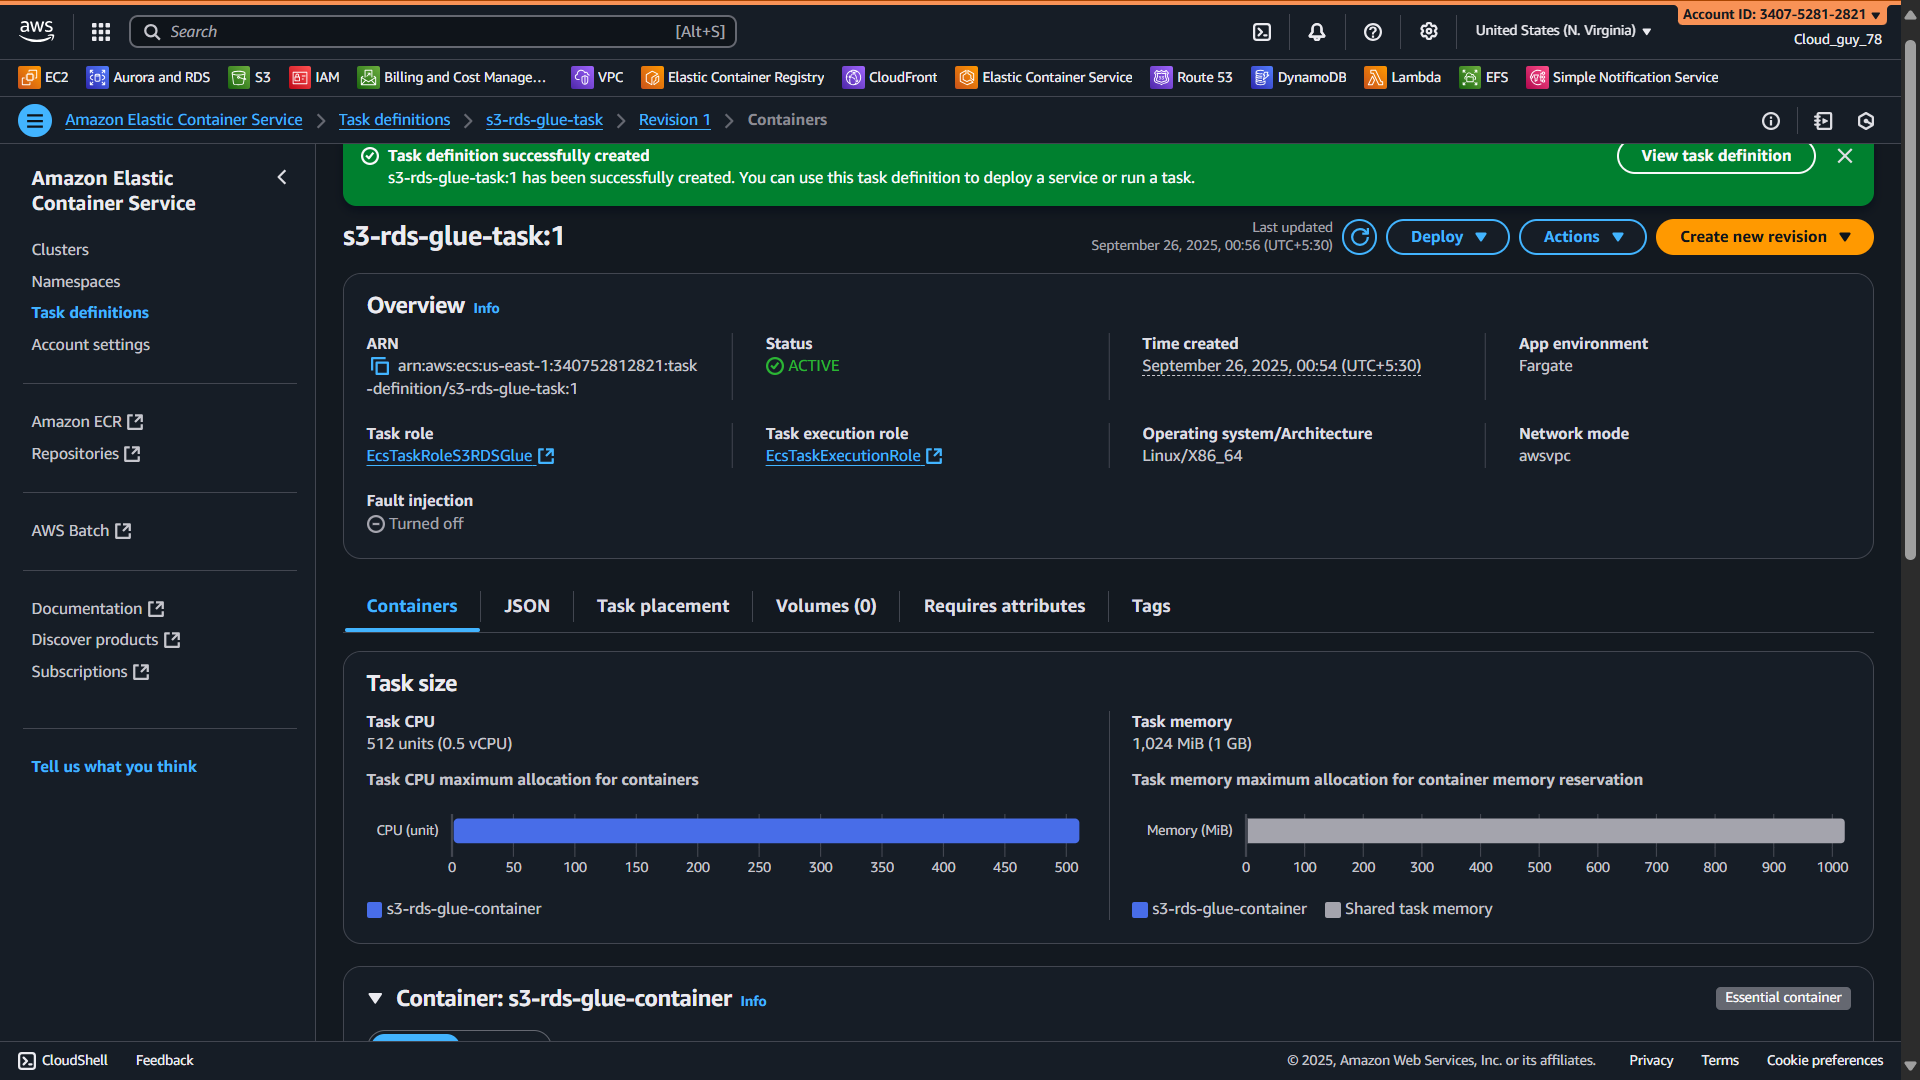 aws
Search
[Alt+S]
United States (N. Virginia)
Account ID: 3407-5281-2821
Cloud_guy_78
EC2
Aurora and RDS
S3
IAM
Billing and Cost Manage...
VPC
Elastic Container Registry
CloudFront
Elastic Container Service
Route 53
DynamoDB
Lambda
EFS
Simple Notification Service
Amazon Elastic Container Service
Task definitions
s3-rds-glue-task
Revision 1
Containers
Amazon Elastic
Container Service
Clusters
Namespaces
Task definitions
Account settings
Amazon ECR
Repositories
AWS Batch
Documentation
Discover products
Subscriptions
Tell us what you think
Task definition successfully created
s3-rds-glue-task:1 has been successfully created. You can use this task definition to deploy a service or run a task.
View task definition
s3-rds-glue-task:1
Last updated
September 26, 2025, 00:56 (UTC+5:30)
Deploy
Actions
Create new revision
Overview Info
ARN
arn:aws:ecs:us-east-1:340752812821:task
-definition/s3-rds-glue-task:1
Status
ACTIVE
Time created
September 26, 2025, 00:54 (UTC+5:30)
App environment
Fargate
Task role
EcsTaskRoleS3RDSGlue
Task execution role
EcsTaskExecutionRole
Operating system/Architecture
Linux/X86_64
Network mode
awsvpc
Fault injection
Turned off
Containers
JSON
Task placement
Volumes (0)
Requires attributes
Tags
Task size
Task CPU
512 units (0.5 vCPU)
Task CPU maximum allocation for containers
CPU (unit)
0 50 100 150 200 250 300 350 400 450 500
s3-rds-glue-container
Task memory
1,024 MiB (1 GB)
Task memory maximum allocation for container memory reservation
Memory (MiB)
0 100 200 300 400 500 600 700 800 900 1000
s3-rds-glue-container
Shared task memory
Container: s3-rds-glue-container Info
Essential container
CloudShell
Feedback
© 2025, Amazon Web Services, Inc. or its affiliates.
Privacy
Terms
Cookie preferences